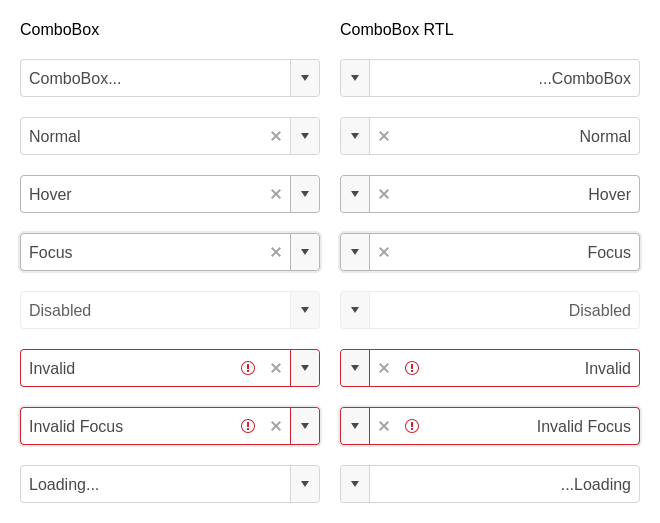 ComboBox
ComboBox...
Normal
Hover
Focus
Disabled
Invalid
Invalid Focus
Loading...
ComboBox RTL
...ComboBox
Normal
Hover
Focus
Disabled
Invalid
Invalid Focus
...Loading